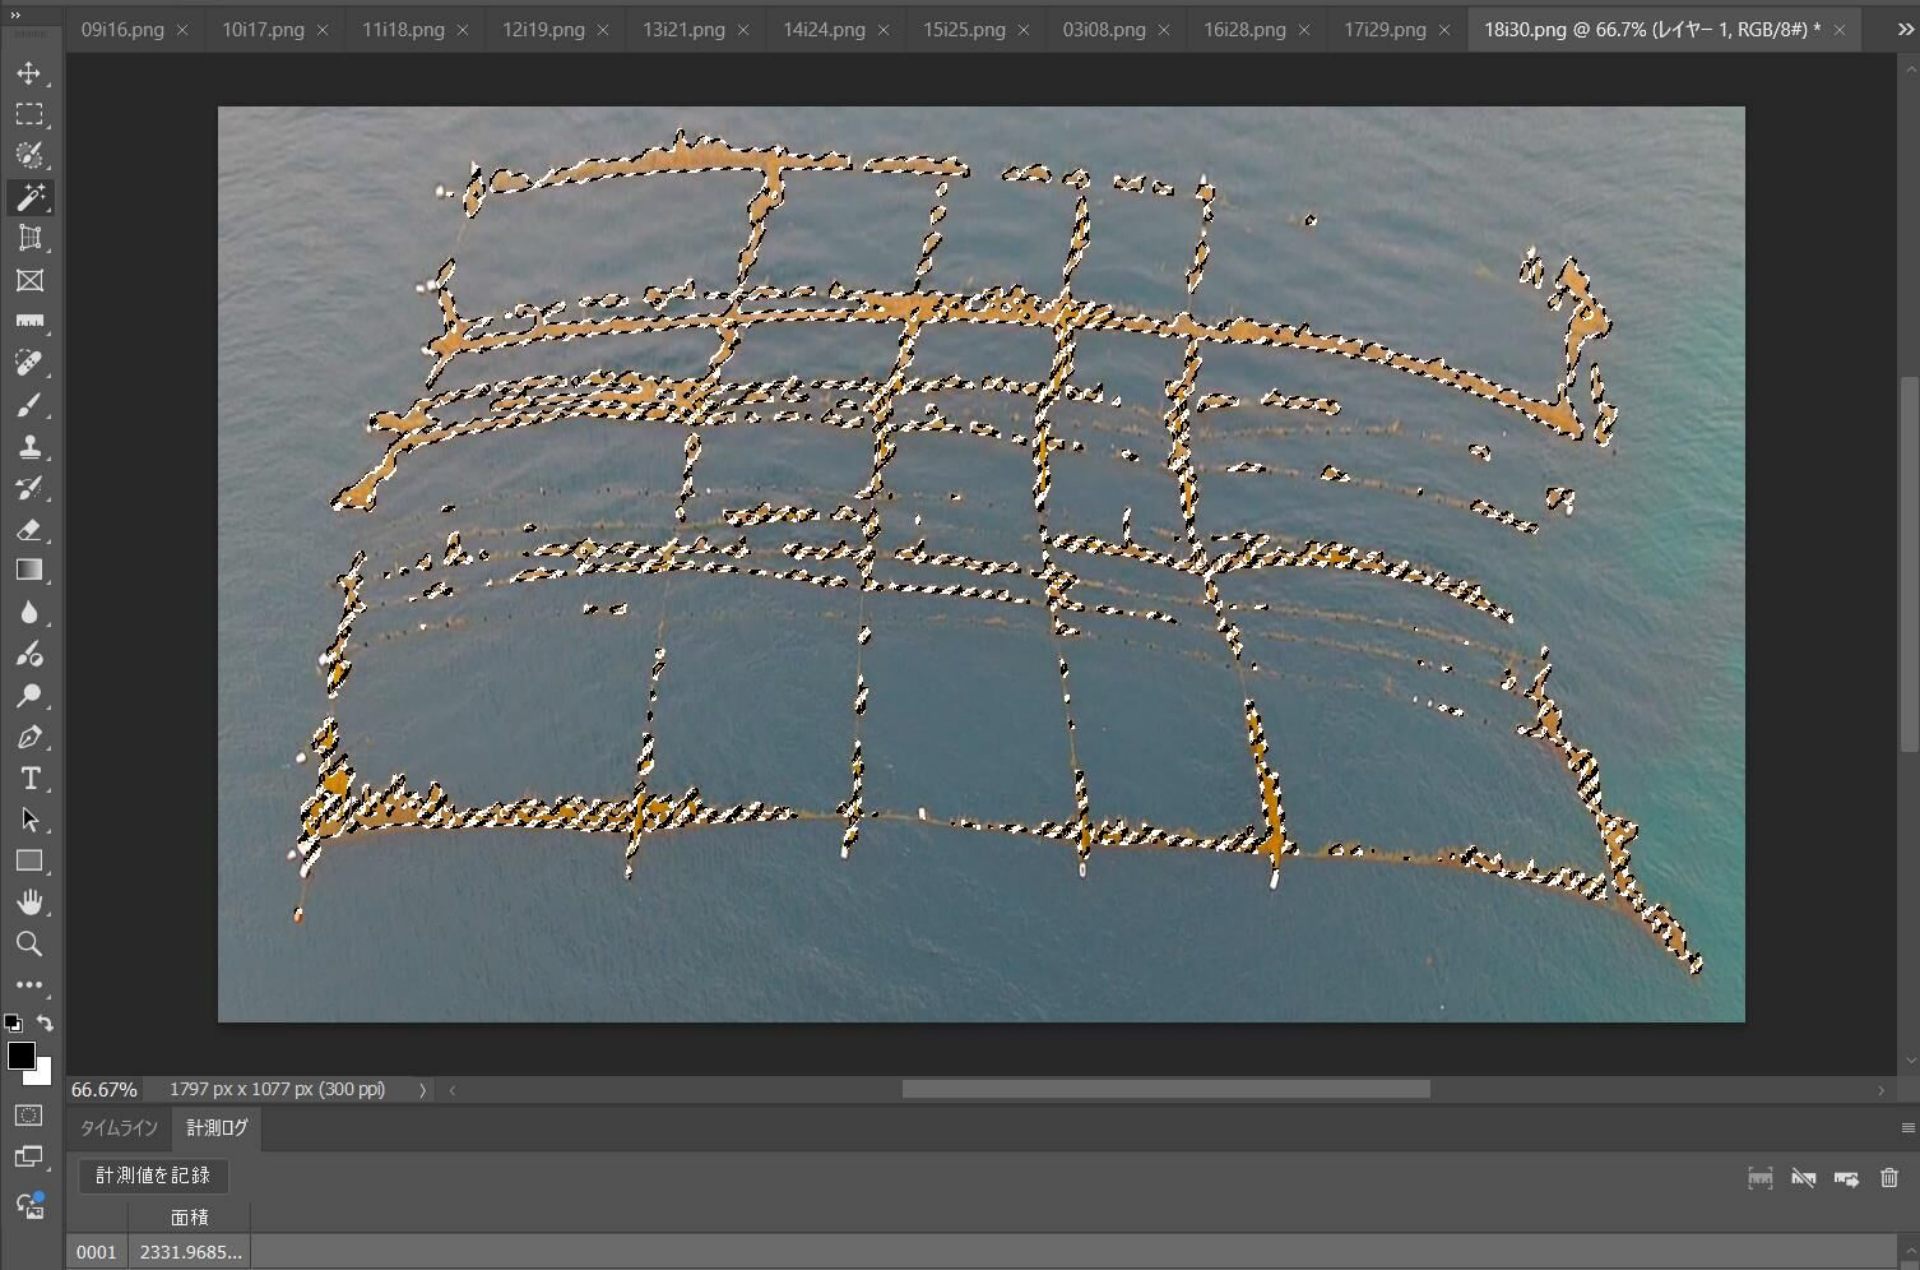 09i16.png × 10i17.png × 11i18.png × 12i19.png × 13i21.png × 14i24.png × 15i25.png × 03i08.png × 16i28.png × 17i29.png × 18i30.png @ 66.7% (レイヤー 1, RGB/8#) * ×
66.67% 1797 px x 1077 px (300 ppi)
タイムライン 計測ログ
計測値を記録
面積
0001 2331.9685...